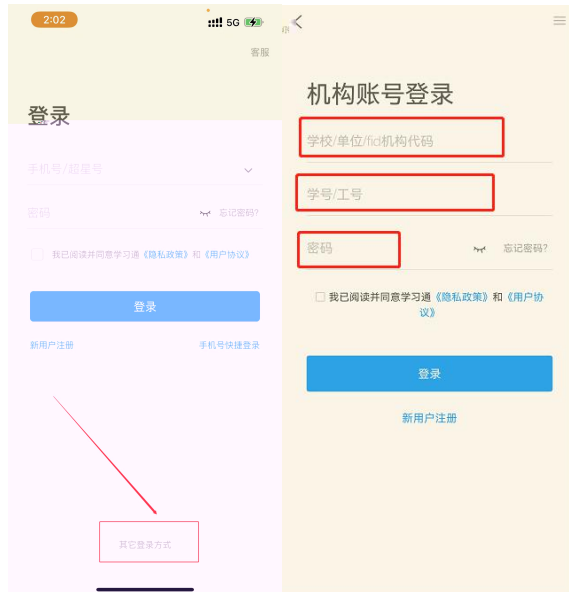 2:02
5G
客服
登录
手机号/超星号
密码
忘记密码?
我已阅读并同意学习通《隐私政策》和《用户协议》
登录
新用户注册
手机号快捷登录
其它登录方式
机构账号登录
学校/单位/fid机构代码
学号/工号
密码
忘记密码?
我已阅读并同意学习通《隐私政策》和《用户协
议》
登录
新用户注册